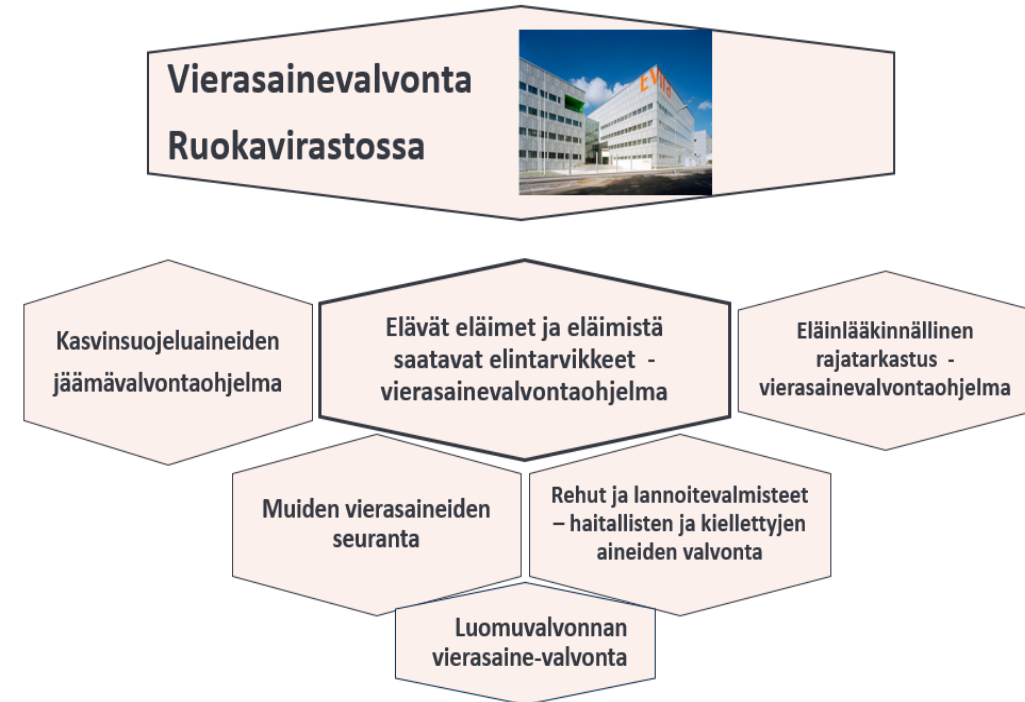 Vierasainevalvonta
Ruokavirastossa
EVIRA
Kasvinsuojeluaineiden
jäämävalvontaohjelma
Elävät eläimet ja eläimistä
saatavat elintarvikkeet -
vierasainevalvontaohjelma
Eläinlääkinnällinen
rajatarkastus -
vierasainevalvontaohjelma
Muiden vierasaineiden
seuranta
Rehut ja lannoitevalmisteet
– haitallisten ja kiellettyjen
aineiden valvonta
Luomuvalvonnan
vierasaine-valvonta